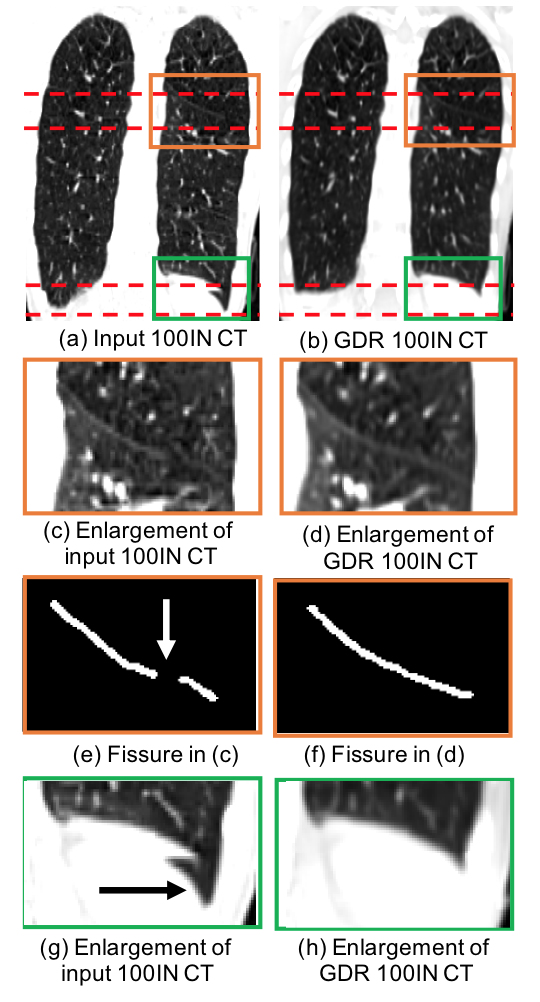 (a) Input 100IN CT
(b) GDR 100IN CT
(c) Enlargement of
input 100IN CT
(d) Enlargement of
GDR 100IN CT
(e) Fissure in (c)
(f) Fissure in (d)
(g) Enlargement of
input 100IN CT
(h) Enlargement of
GDR 100IN CT